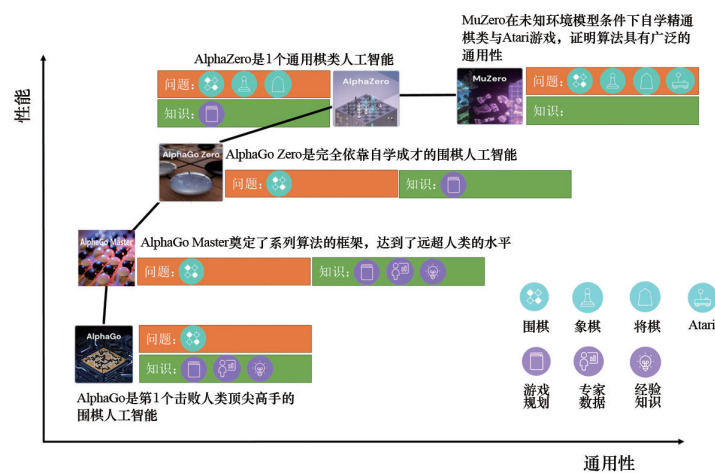 MuZero在未知环境模型条件下自学精通
棋类与Atari游戏，证明算法具有广泛的
通用性
AlphaZero是1个通用棋类人工智能
问题：
知识：
AlphaZero
MuZero
问题：
知识：
性能
AlphaGo Zero
AlphaGo Zero是完全依靠自学成才的围棋人工智能
问题：
知识：
AlphaGo Master
AlphaGo Master奠定了系列算法的框架，达到了远超人类的水平
问题：
知识：
AlphaGo
问题：
知识：
AlphaGo是第1个击败人类顶尖高手的
围棋人工智能
围棋
象棋
将棋
Atari
游戏
规划
专家
数据
经验
知识
通用性